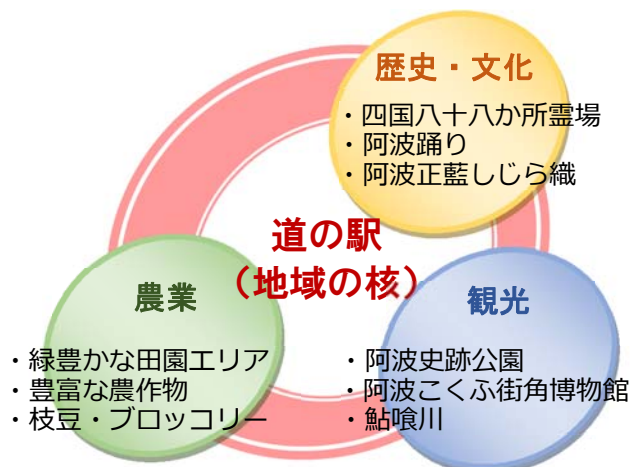 歴史・文化
・四国八十八か所霊場
・阿波踊り
・阿波正藍しじら織
道の駅
（地域の核）
農業
・緑豊かな田園エリア
・豊富な農作物
・枝豆・ブロッコリー
観光
・阿波史跡公園
・阿波こくふ街角博物館
・鮎喰川